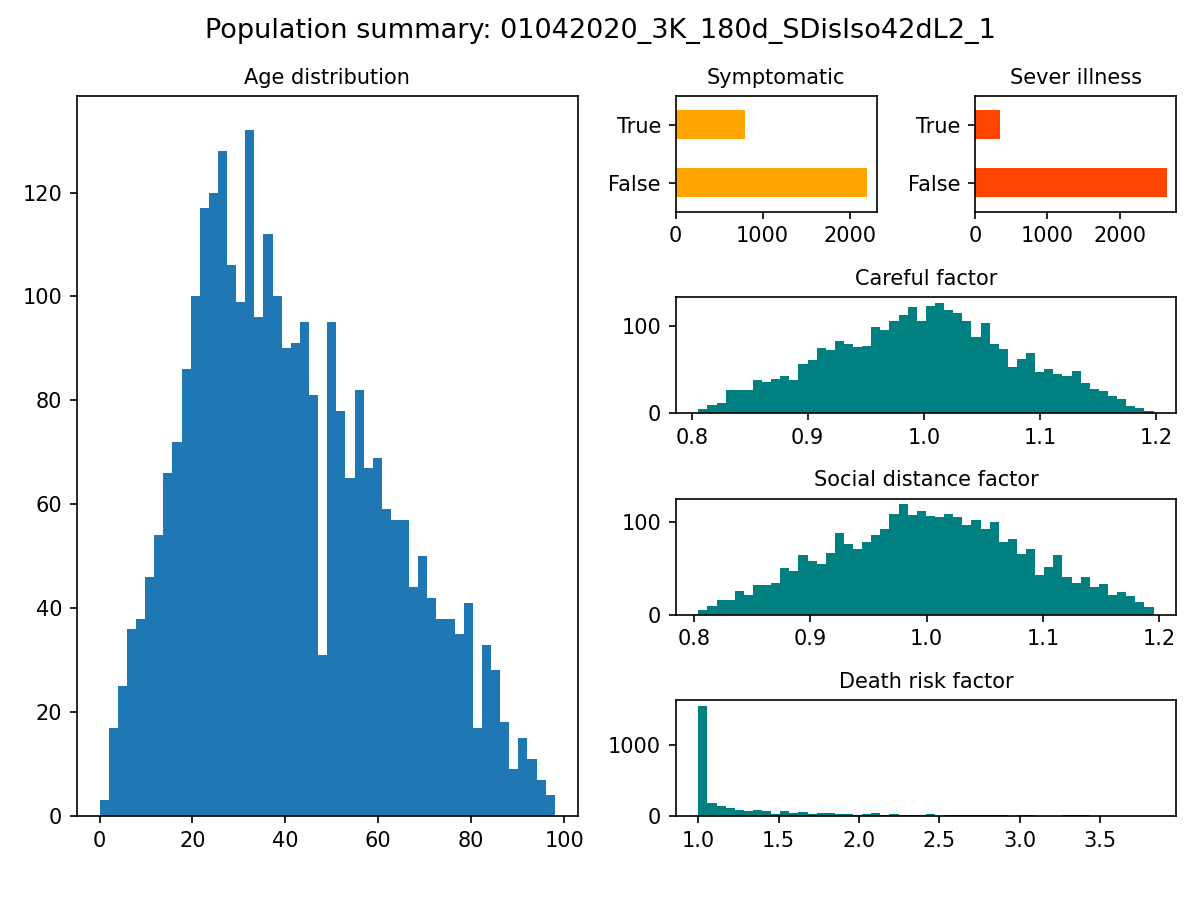 Population summary: 01042020_3K_180d_SDisIso42dL2_1
Age distribution
120
100
80
60
40
20
0
0 20 40 60 80 100
Symptomatic
True
False
0 1000 2000
Sever illness
True
False
0 1000 2000
Careful factor
100
0
0.8 0.9 1.0 1.1 1.2
Social distance factor
100
0
0.8 0.9 1.0 1.1 1.2
Death risk factor
1000
0
1.0 1.5 2.0 2.5 3.0 3.5